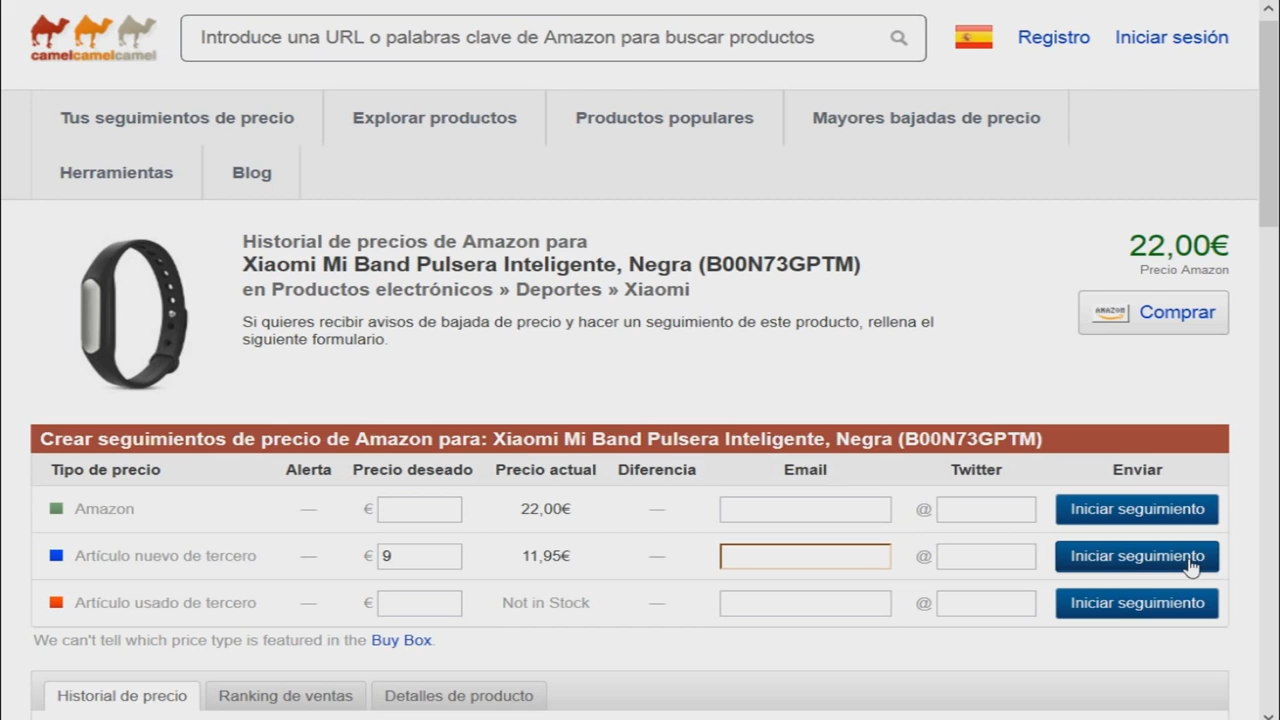 camelcamelcamel
Introduce una URL o palabras clave de Amazon para buscar productos
Registro
Iniciar sesión
Tus seguimientos de precio
Explorar productos
Productos populares
Mayores bajadas de precio
Herramientas
Blog
Historial de precios de Amazon para
Xiaomi Mi Band Pulsera Inteligente, Negra (B00N73GPTM)
en Productos electrónicos » Deportes » Xiaomi
Si quieres recibir avisos de bajada de precio y hacer un seguimiento de este producto, rellena el
siguiente formulario.
22,00€
Precio Amazon
AMAZON Comprar
Crear seguimientos de precio de Amazon para: Xiaomi Mi Band Pulsera Inteligente, Negra (B00N73GPTM)
Tipo de precio Alerta Precio deseado Precio actual Diferencia Email Twitter Enviar
Amazon — € 22,00€ — @ Iniciar seguimiento
Artículo nuevo de tercero — € 9 11,95€ — @ Iniciar seguimiento
Artículo usado de tercero — € Not in Stock — @ Iniciar seguimiento
We can't tell which price type is featured in the Buy Box.
Historial de precio
Ranking de ventas
Detalles de producto